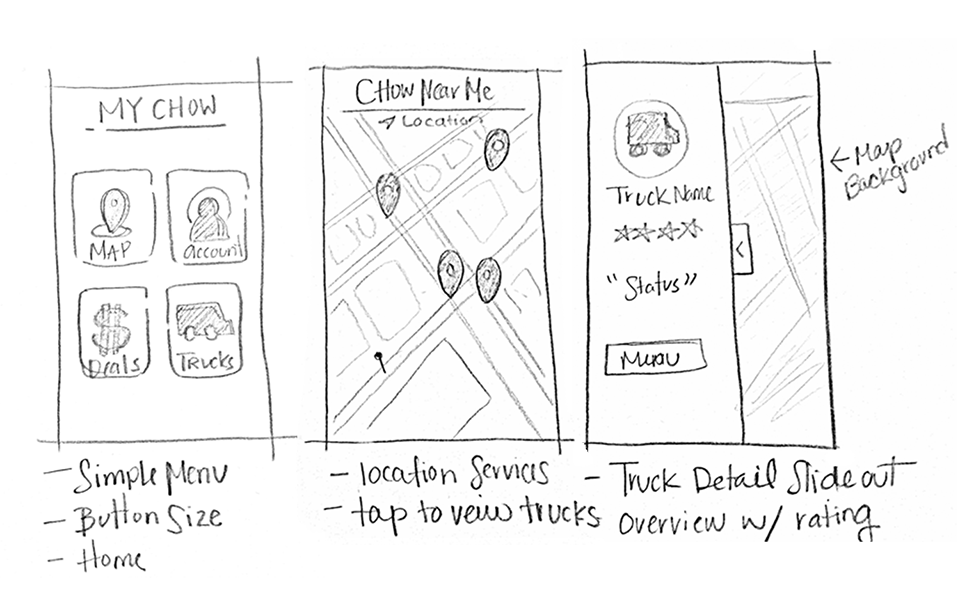 MY CHOW
MAP
account
Deals
Trucks
- Simple Menu
- Button Size
- Home
CHow Near Me
Location
- location Services
- tap to veiw trucks
Truck Name
"Status"
Menu
<
← Map
Background
- Truck Detail Slide out
overview w/ rating